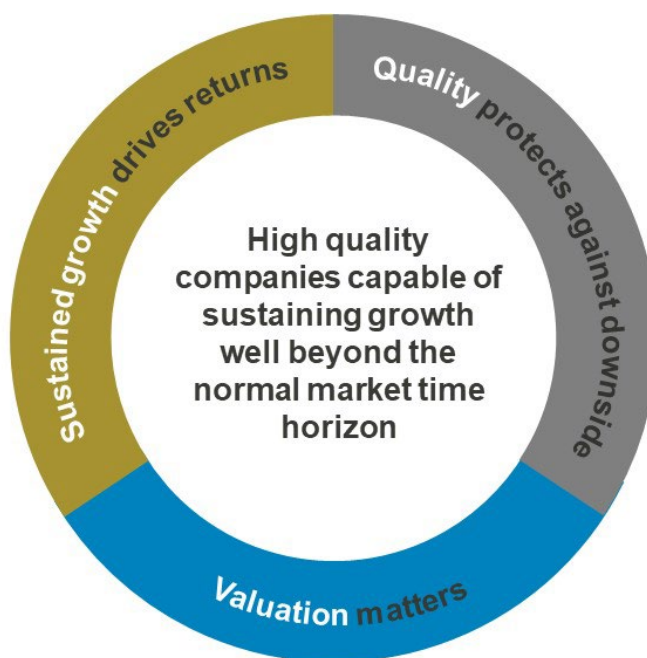 Sustained growth drives returns
Quality protects against downside
High quality
companies capable of
sustaining growth
well beyond the
normal market time
horizon
Valuation matters